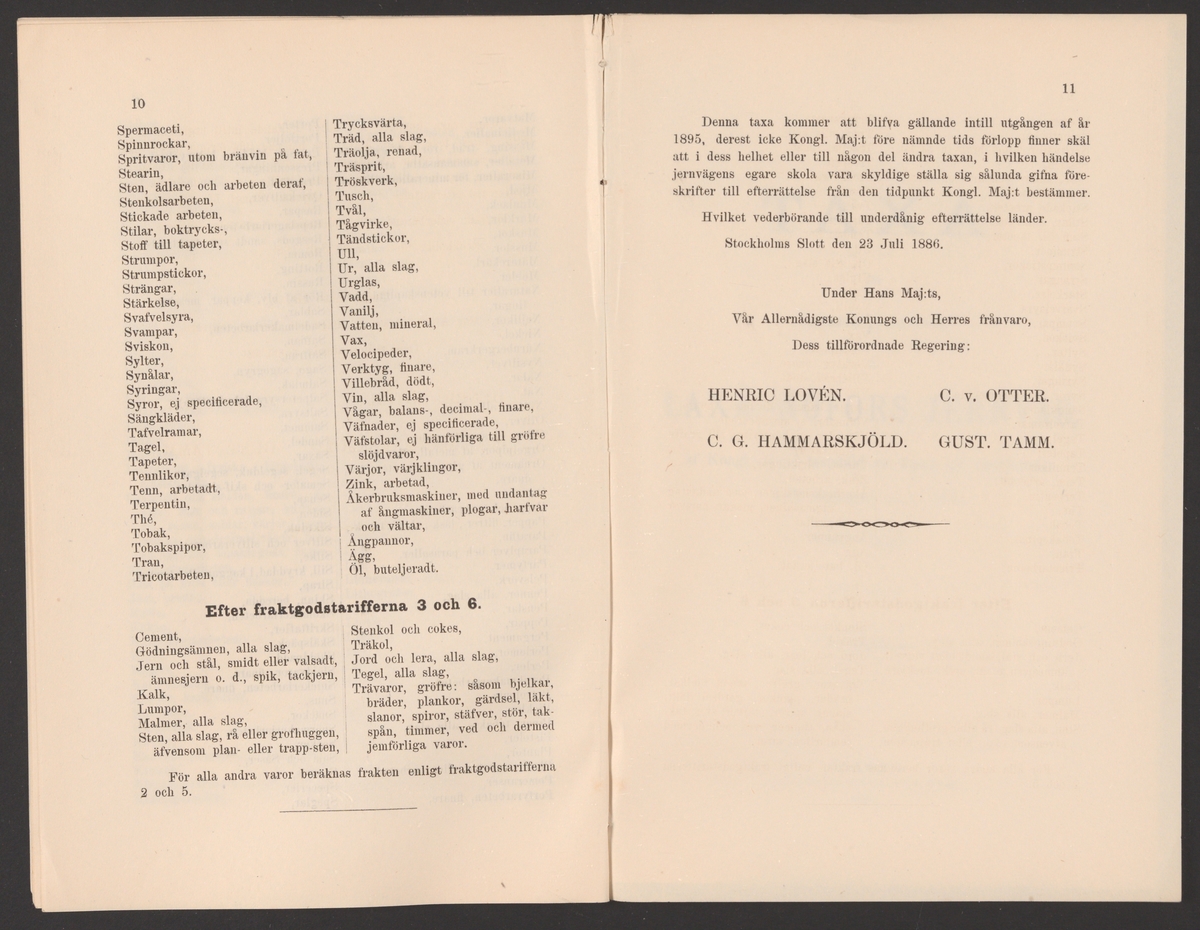 10
Spermaceti,
Spinnrockar,
Spritvaror, utom bränvin på fat,
Stearin,
Sten, ädlare och arbeten deraf,
Stenkolsarbeten,
Stickade arbeten,
Stilar, boktrycks-,
Stoff till tapeter,
Strumpor,
Strumpstickor,
Strängar,
Stärkelse,
Svafvelsyra,
Svampar,
Sviskon,
Sylter,
Synålar,
Syringar,
Syror, ej specificerade,
Sängkläder,
Tafvelramar,
Tagel,
Tapeter,
Tennlikor,
Tenn, arbetadt,
Terpentin,
Thé,
Tobak,
Tobakspipor,
Tran,
Tricotarbeten,
Trycksvärta,
Träd, alla slag,
Träolja, renad,
Träsprit,
Tröskverk,
Tusch,
Tvål,
Tågvirke,
Tändstickor,
Ull,
Ur, alla slag,
Urglas,
Vadd,
Vanilj,
Vatten, mineral,
Vax,
Velocipeder,
Verktyg, finare,
Villebråd, dödt,
Vin, alla slag,
Vågar, balans-, decimal-, finare,
Väfnader, ej specificerade,
Väfstolar, ej hänförliga till gröfre
slöjdvaror,
Värjor, värjklingor,
Zink, arbetad,
Åkerbruksmaskiner, med undantag
af ångmaskiner, plogar, harfvar
och vältar,
Ångpannor,
Ägg,
Öl, buteljeradt.
Efter fraktgodstarifferna 3 och 6.
Cement,
Gödningsämnen, alla slag,
Jern och stål, smidt eller valsadt,
ämnesjern o. d., spik, tackjern,
Kalk,
Lumpor,
Malmer, alla slag,
Sten, alla slag, rå eller grofhuggen,
äfvensom plan- eller trapp-sten,
Stenkol och cokes,
Träkol,
Jord och lera, alla slag,
Tegel, alla slag,
Trävaror, gröfre: såsom bjelkar,
bräder, plankor, gärdsel, läkt,
slanor, spiror, stäfver, stör, tak-
spån, timmer, ved och dermed
jemförliga varor.
För alla andra varor beräknas frakten enligt fraktgodstarifferna
2 och 5.
11
Denna taxa kommer att blifva gällande intill utgången af år
1895, derest icke Kongl. Maj:t före nämnde tids förlopp finner skäl
att i dess helhet eller till någon del ändra taxan, i hvilken händelse
jernvägens egare skola vara skyldige ställa sig sålunda gifna före-
skrifter till efterrättelse från den tidpunkt Kongl. Maj:t bestämmer.
Hvilket vederbörande till underdånig efterrättelse länder.
Stockholms Slott den 23 Juli 1886.
Under Hans Maj:ts,
Vår Allernådigste Konungs och Herres frånvaro,
Dess tillförordnade Regering:
HENRIC LOVÉN. C. v. OTTER.
C. G. HAMMARSKJÖLD. GUST. TAMM.